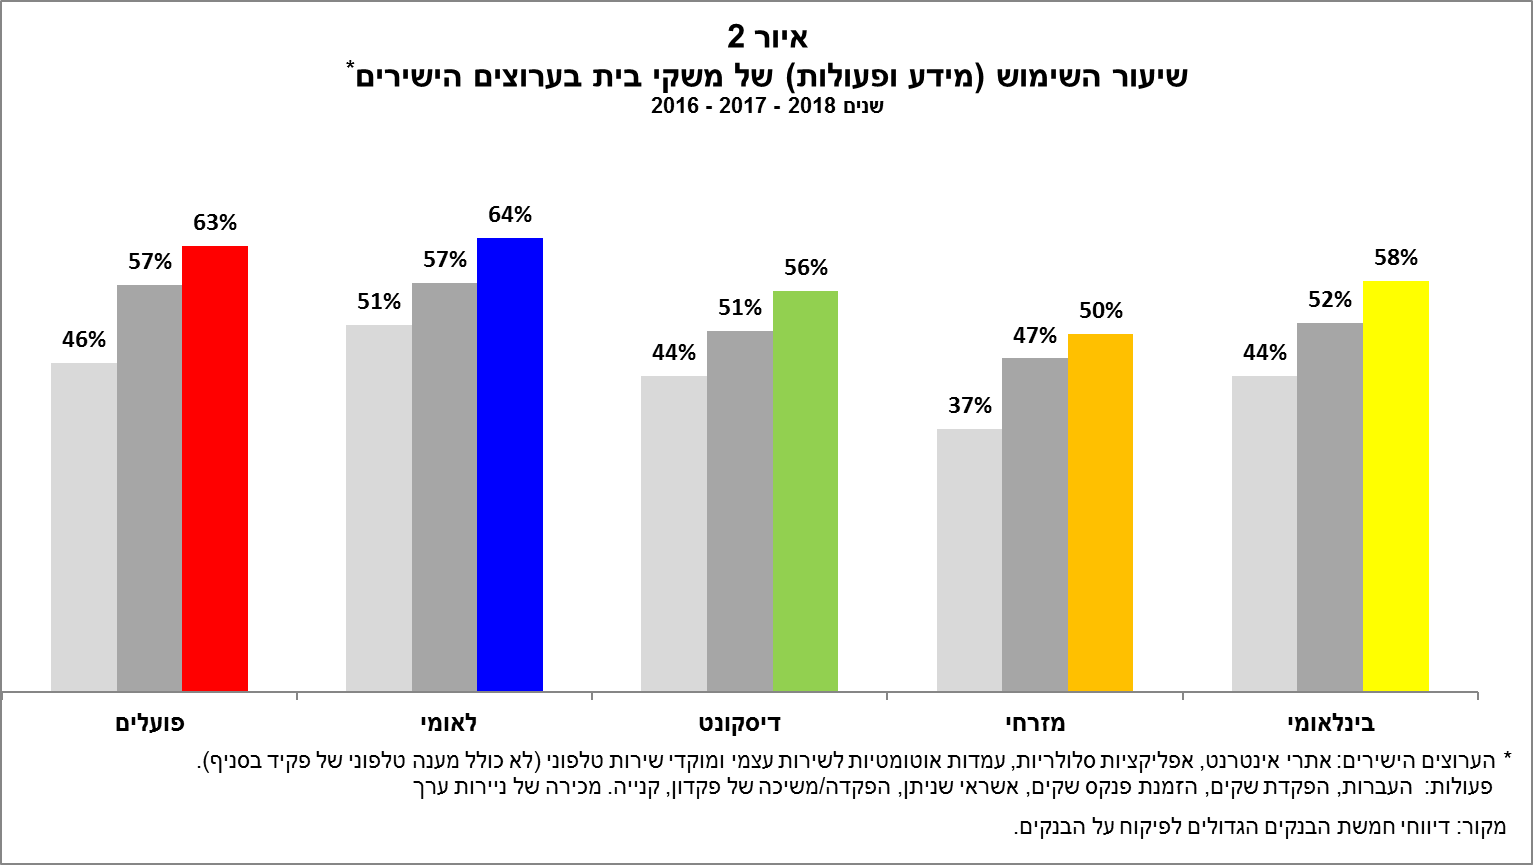 איור 2
שיעור השימוש (מידע ופעולות) של משקי בית בערוצים הישירים*
שנים 2018 - 2017 - 2016
46% 57% 63%
51% 57% 64%
44% 51% 56%
37% 47% 50%
44% 52% 58%
פועלים לאומי דיסקונט מזרחי בינלאומי
* הערוצים הישירים: אתרי אינטרנט, אפליקציות סלולריות, עמדות אוטומטיות לשירות עצמי ומוקדי שירות טלפוני (לא כולל מענה טלפוני של פקיד בסניף).
פעולות:  העברות, הפקדת שקים, הזמנת פנקס שקים, אשראי שניתן, הפקדה/משיכה של פקדון, קנייה. מכירה של ניירות ערך
מקור: דיווחי חמשת הבנקים הגדולים לפיקוח על הבנקים.